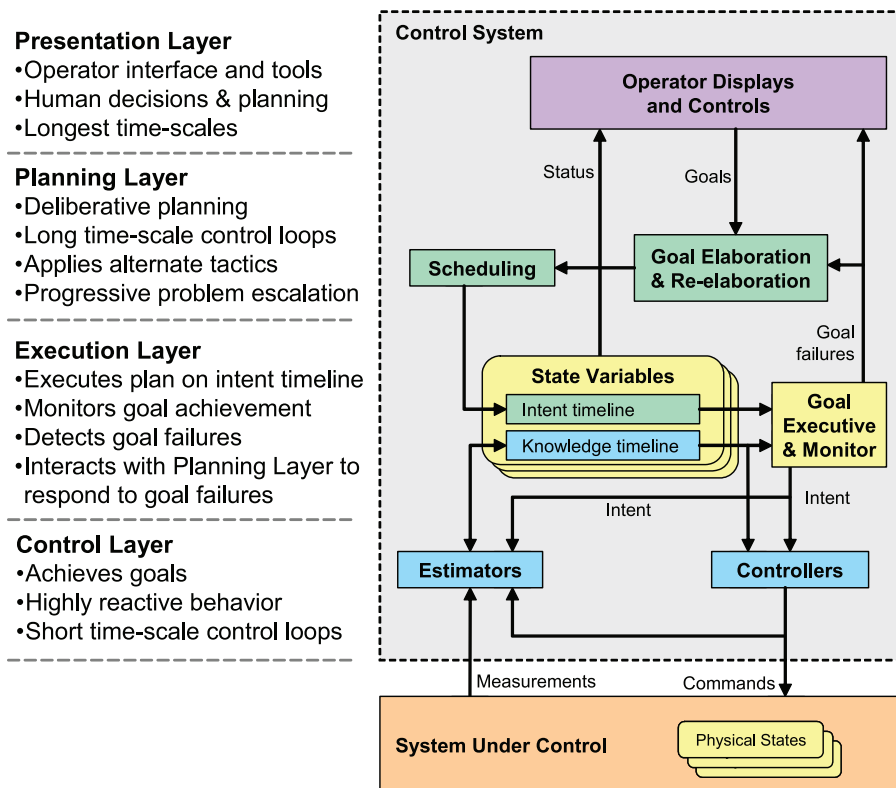 Presentation Layer
•Operator interface and tools
•Human decisions & planning
•Longest time-scales
Planning Layer
•Deliberative planning
•Long time-scale control loops
•Applies alternate tactics
•Progressive problem escalation
Execution Layer
•Executes plan on intent timeline
•Monitors goal achievement
•Detects goal failures
•Interacts with Planning Layer to
respond to goal failures
Control Layer
•Achieves goals
•Highly reactive behavior
•Short time-scale control loops
Control System
Operator Displays
and Controls
Status
Goals
Scheduling
Goal Elaboration
& Re-elaboration
Goal
failures
State Variables
Intent timeline
Knowledge timeline
Goal
Executive
& Monitor
Intent
Intent
Estimators
Controllers
Measurements
Commands
System Under Control
Physical States